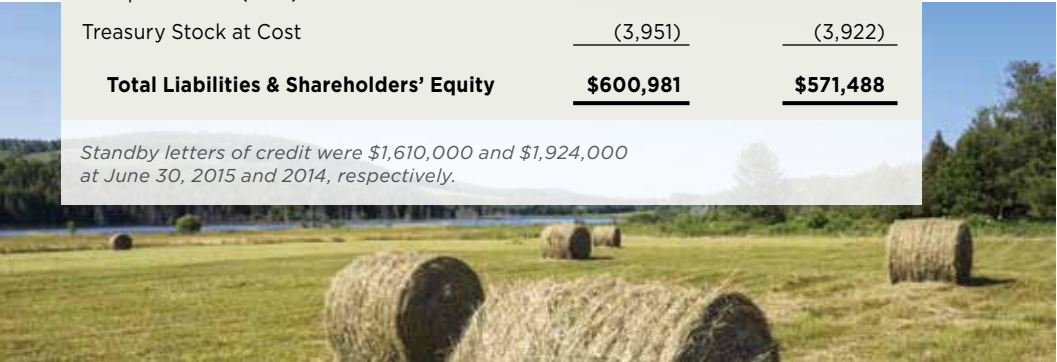 Treasury Stock at Cost (3,951) (3,922)
Total Liabilities & Shareholders’ Equity $600,981 $571,488
Standby letters of credit were $1,610,000 and $1,924,000
at June 30, 2015 and 2014, respectively.